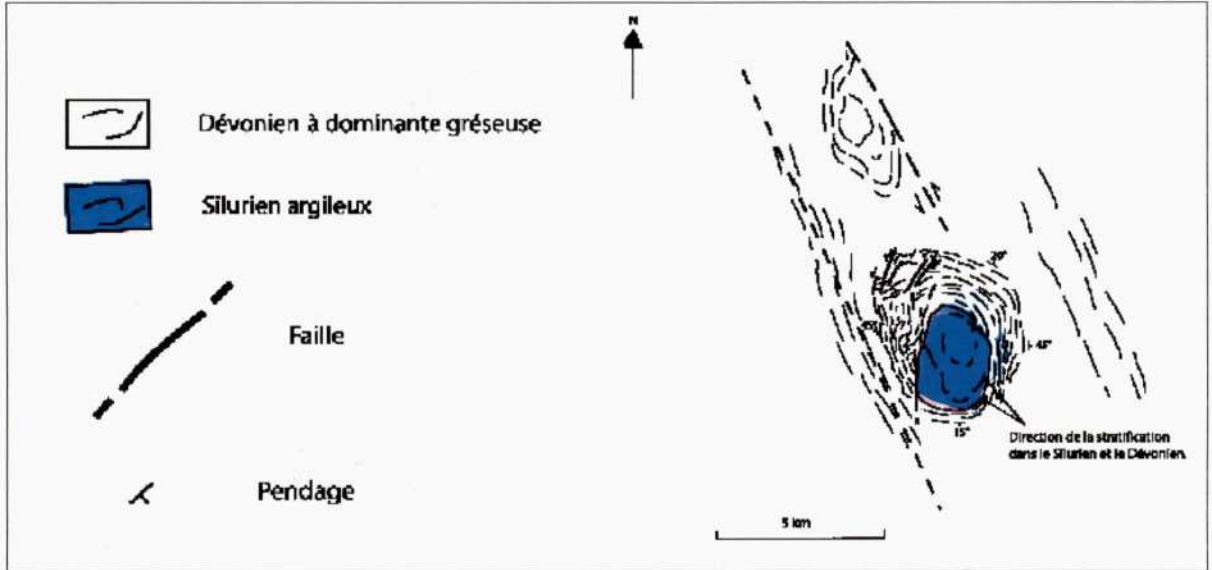 N
Dévonien à dominante gréseuse
Silurien argileux
Faille
Pendage
20°
45°
15°
Direction de la stratification
dans le Silurien et le Dévonien.
5 km